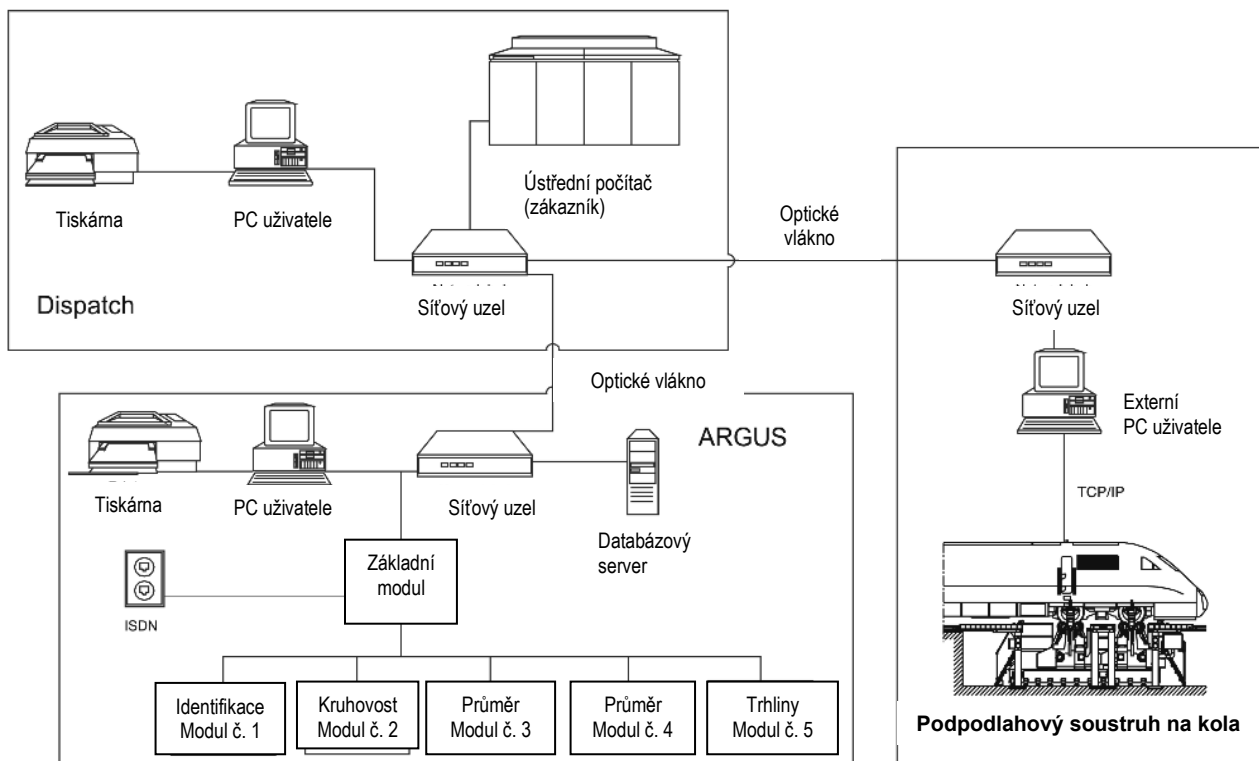 Tiskárna
PC uživatele
Ústřední počítač
(zákazník)
Síťový uzel
Dispatch
Optické
vlákno
Síťový uzel
Externí
PC uživatele
TCP/IP
Podpodlahový soustruh na kola
Optické vlákno
ARGUS
Tiskárna
PC uživatele
Síťový uzel
Databázový
server
Základní
modul
ISDN
Identifikace
Modul č. 1
Kruhovost
Modul č. 2
Průměr
Modul č. 3
Průměr
Modul č. 4
Trhliny
Modul č. 5